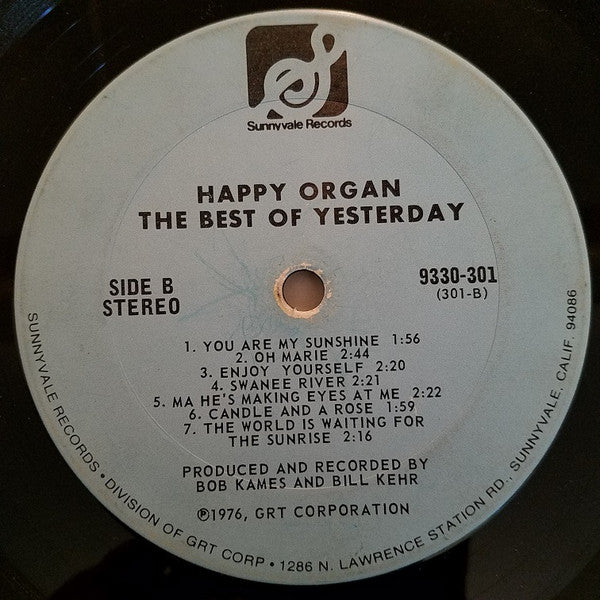 Sunnyvale Records
HAPPY ORGAN
THE BEST OF YESTERDAY
SIDE B
STEREO
9330-301
(301-B)
1. YOU ARE MY SUNSHINE 1:56
2. OH MARIE 2:44
3. ENJOY YOURSELF 2:20
4. SWANEE RIVER 2:21
5. MA HE'S MAKING EYES AT ME 2:22
6. CANDLE AND A ROSE 1:59
7. THE WORLD IS WAITING FOR
THE SUNRISE 2:16
PRODUCED AND RECORDED BY
BOB KAMES AND BILL KEHR
℗1976, GRT CORPORATION
SUNNYVALE RECORDS • DIVISION OF GRT CORP • 1286 N. LAWRENCE STATION RD., SUNNYVALE, CALIF. 94086